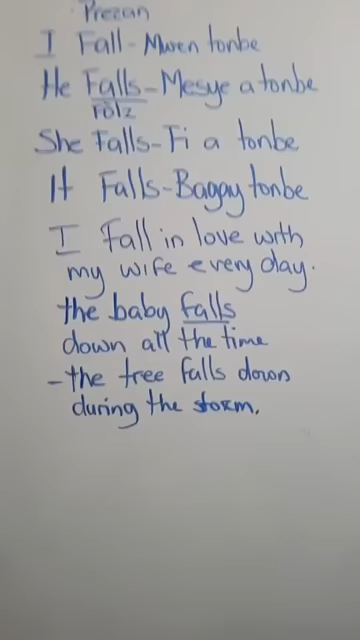 Prezan
I Fall - Mwen tonbe
He Falls - Mesye a tonbe
Fòlz
She Falls - Fi a tonbe
It Falls - Bagay tonbe
I Fall in love with
my wife every day.
the baby falls
down all the time
- the tree falls down
during the storm.